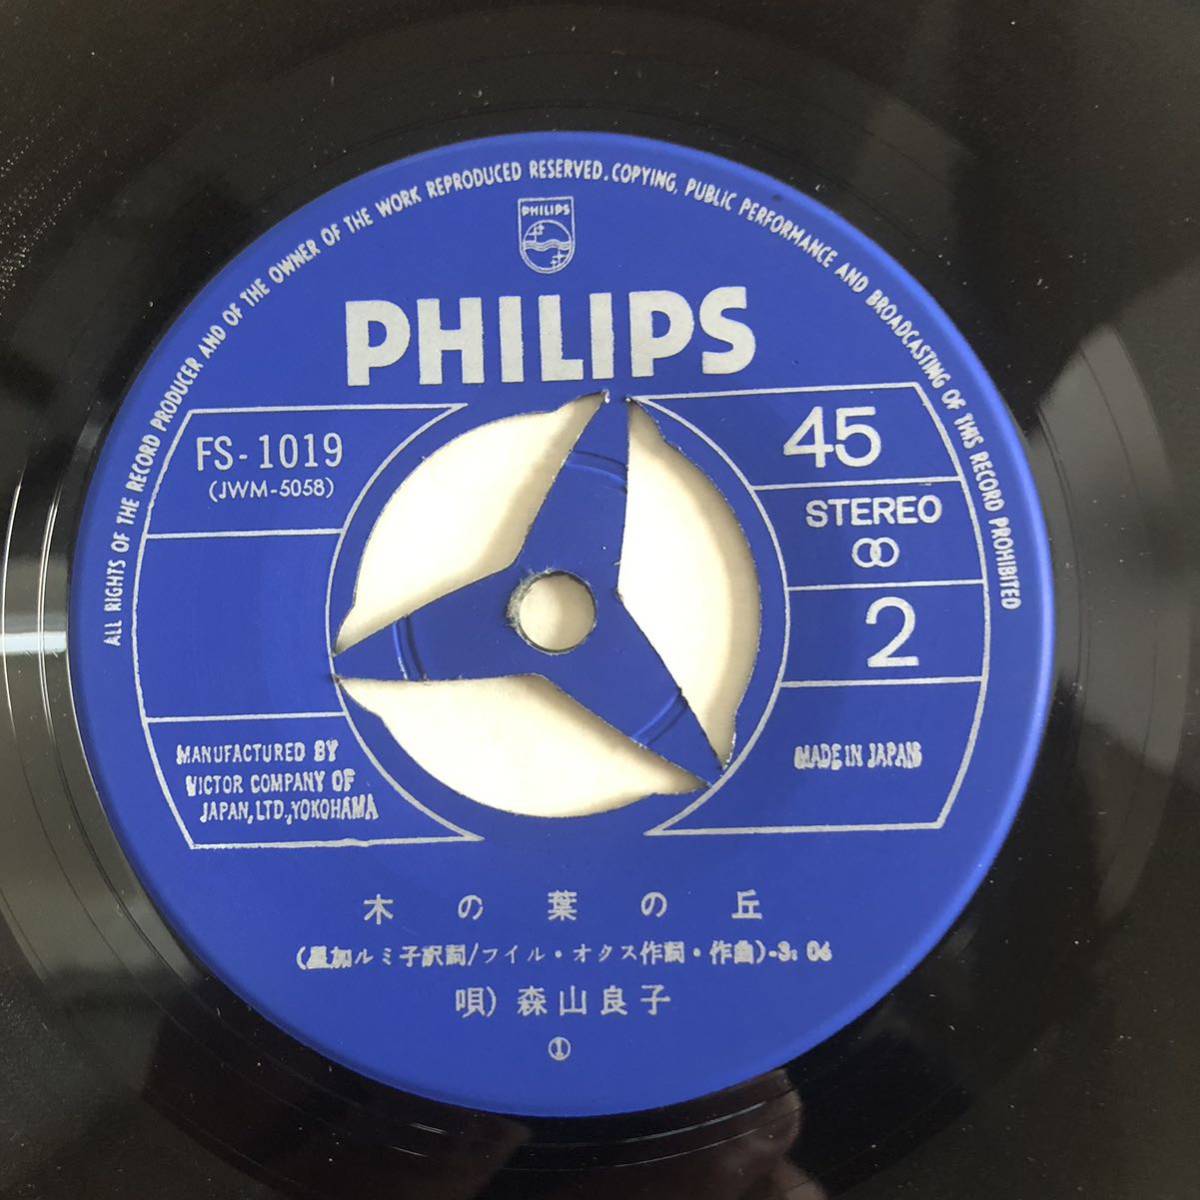 ALL RIGHTS OF THE RECORD PRODUCER AND OF THE OWNER OF THE WORK REPRODUCED RESERVED. COPYING, PUBLIC PERFORMANCE AND BROADCASTING OF THIS RECORD PROHIBITED
PHILIPS
PHILIPS
FS-1019
(JWM-5058)
45
STEREO
2
MANUFACTURED BY
VICTOR COMPANY OF
JAPAN, LTD., YOKOHAMA
MADE IN JAPAN
木の葉の丘
(星加ルミ子訳詞/フイル・オクス作詞・作曲)-3:06
唄) 森山良子
①